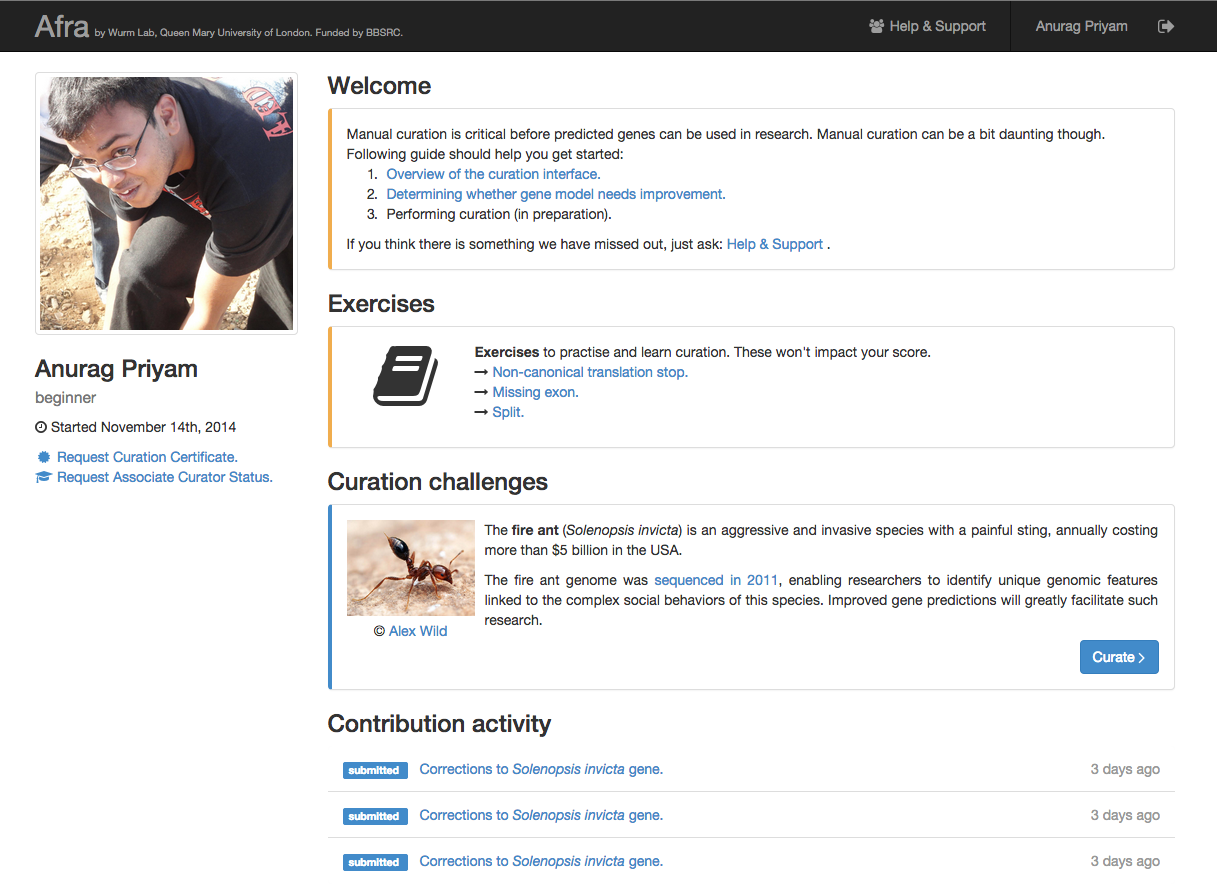 Afra by Wurm Lab, Queen Mary University of London. Funded by BBSRC.
Help & Support
Anurag Priyam
Anurag Priyam
beginner
Started November 14th, 2014
Request Curation Certificate.
Request Associate Curator Status.
Welcome
Manual curation is critical before predicted genes can be used in research. Manual curation can be a bit daunting though.
Following guide should help you get started:
1. Overview of the curation interface.
2. Determining whether gene model needs improvement.
3. Performing curation (in preparation).
If you think there is something we have missed out, just ask: Help & Support .
Exercises
Exercises to practise and learn curation. These won't impact your score.
→ Non-canonical translation stop.
→ Missing exon.
→ Split.
Curation challenges
The fire ant (Solenopsis invicta) is an aggressive and invasive species with a painful sting, annually costing
more than $5 billion in the USA.
The fire ant genome was sequenced in 2011, enabling researchers to identify unique genomic features
linked to the complex social behaviors of this species. Improved gene predictions will greatly facilitate such
research.
© Alex Wild
Curate
Contribution activity
submitted Corrections to Solenopsis invicta gene. 3 days ago
submitted Corrections to Solenopsis invicta gene. 3 days ago
submitted Corrections to Solenopsis invicta gene. 3 days ago